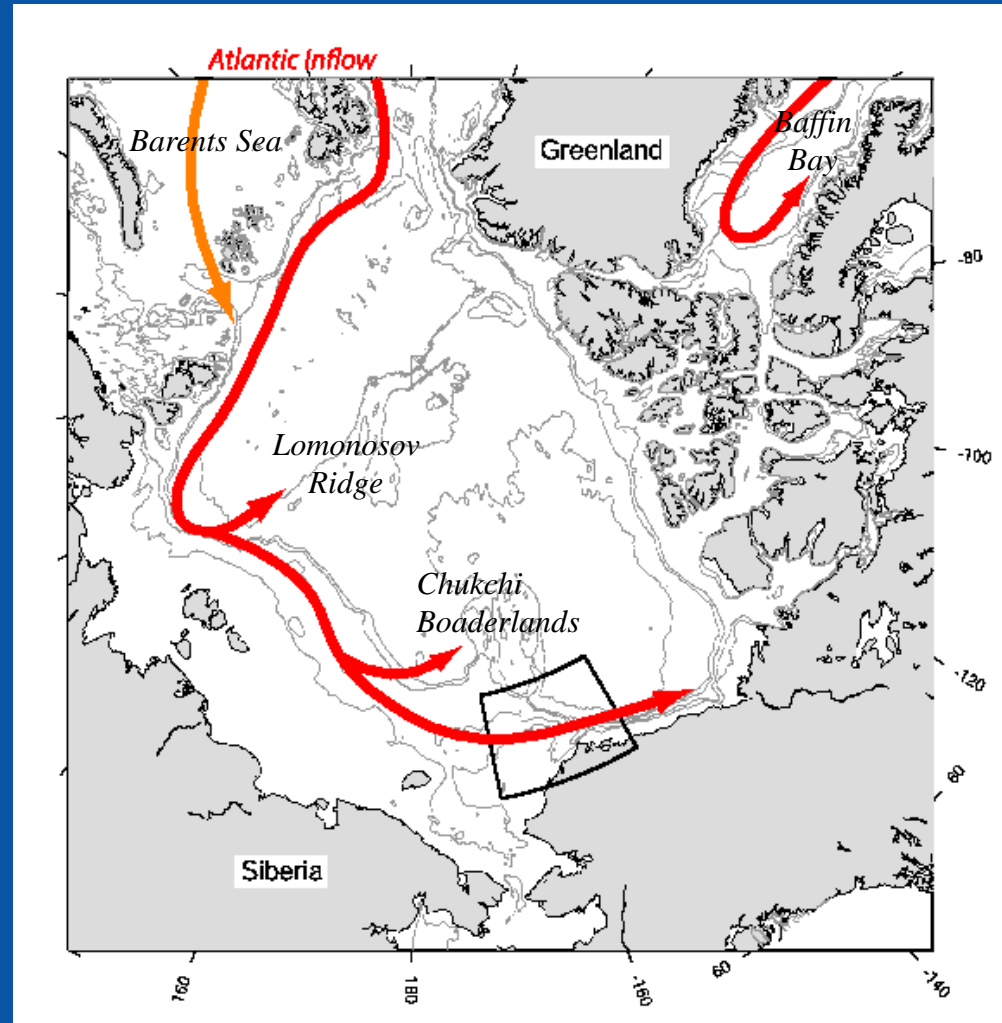 Atlantic Inflow
Barents Sea
Greenland
Baffin
Bay
-80
Lomonosov
Ridge
-100
Chukchi
Boaderlands
-120
60
Siberia
160
180
-160
60
-140